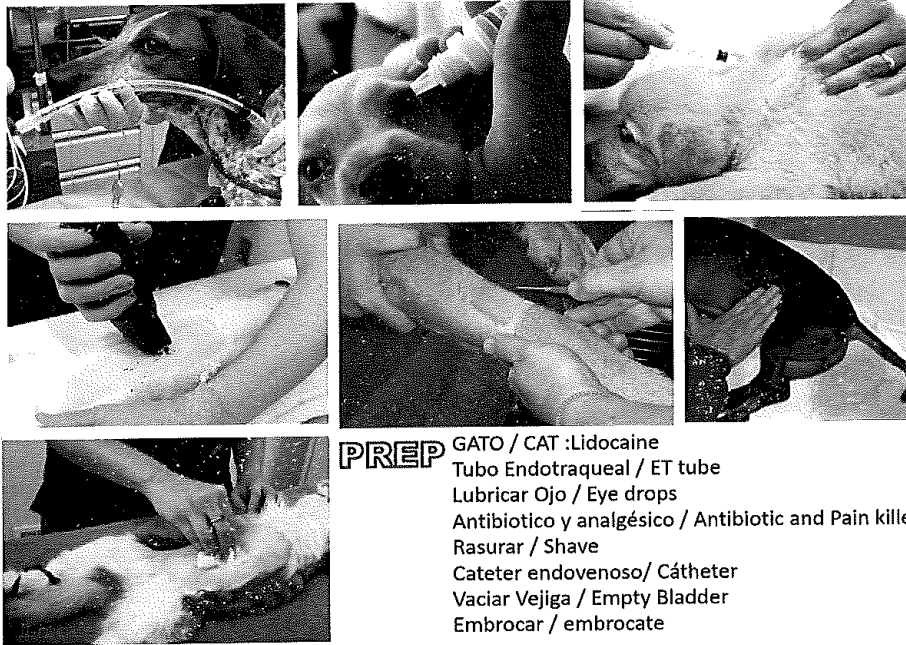 PREP
GATO / CAT :Lidocaine
Tubo Endotraqueal / ET tube
Lubricar Ojo / Eye drops
Antibiotico y analgésico / Antibiotic and Pain kille
Rasurar / Shave
Cateter endovenoso/ Cátheter
Vaciar Vejiga / Empty Bladder
Embrocar / embrocate